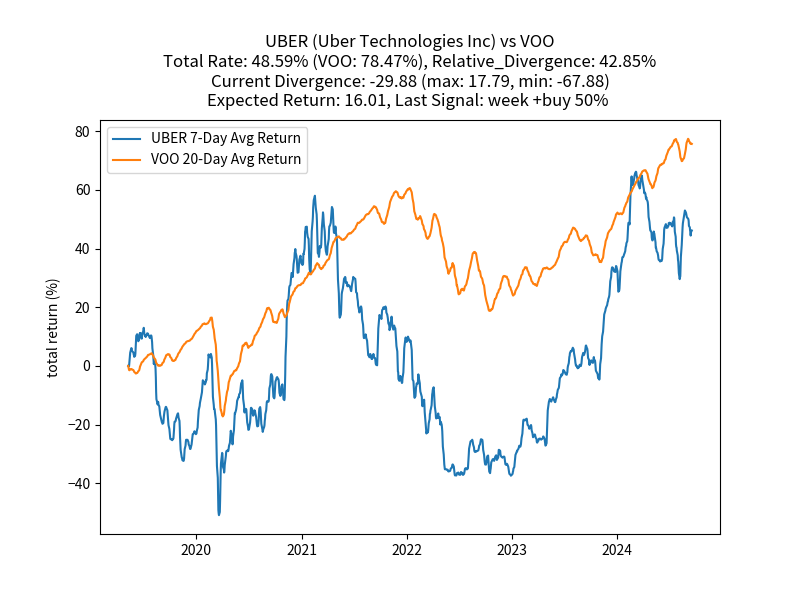 UBER (Uber Technologies Inc) vs VOO
Total Rate: 48.59% (VOO: 78.47%), Relative_Divergence: 42.85%
Current Divergence: -29.88 (max: 17.79, min: -67.88)
Expected Return: 16.01, Last Signal: week +buy 50%
UBER 7-Day Avg Return
VOO 20-Day Avg Return
total return (%)
80
60
40
20
0
−20
−40
2020 2021 2022 2023 2024